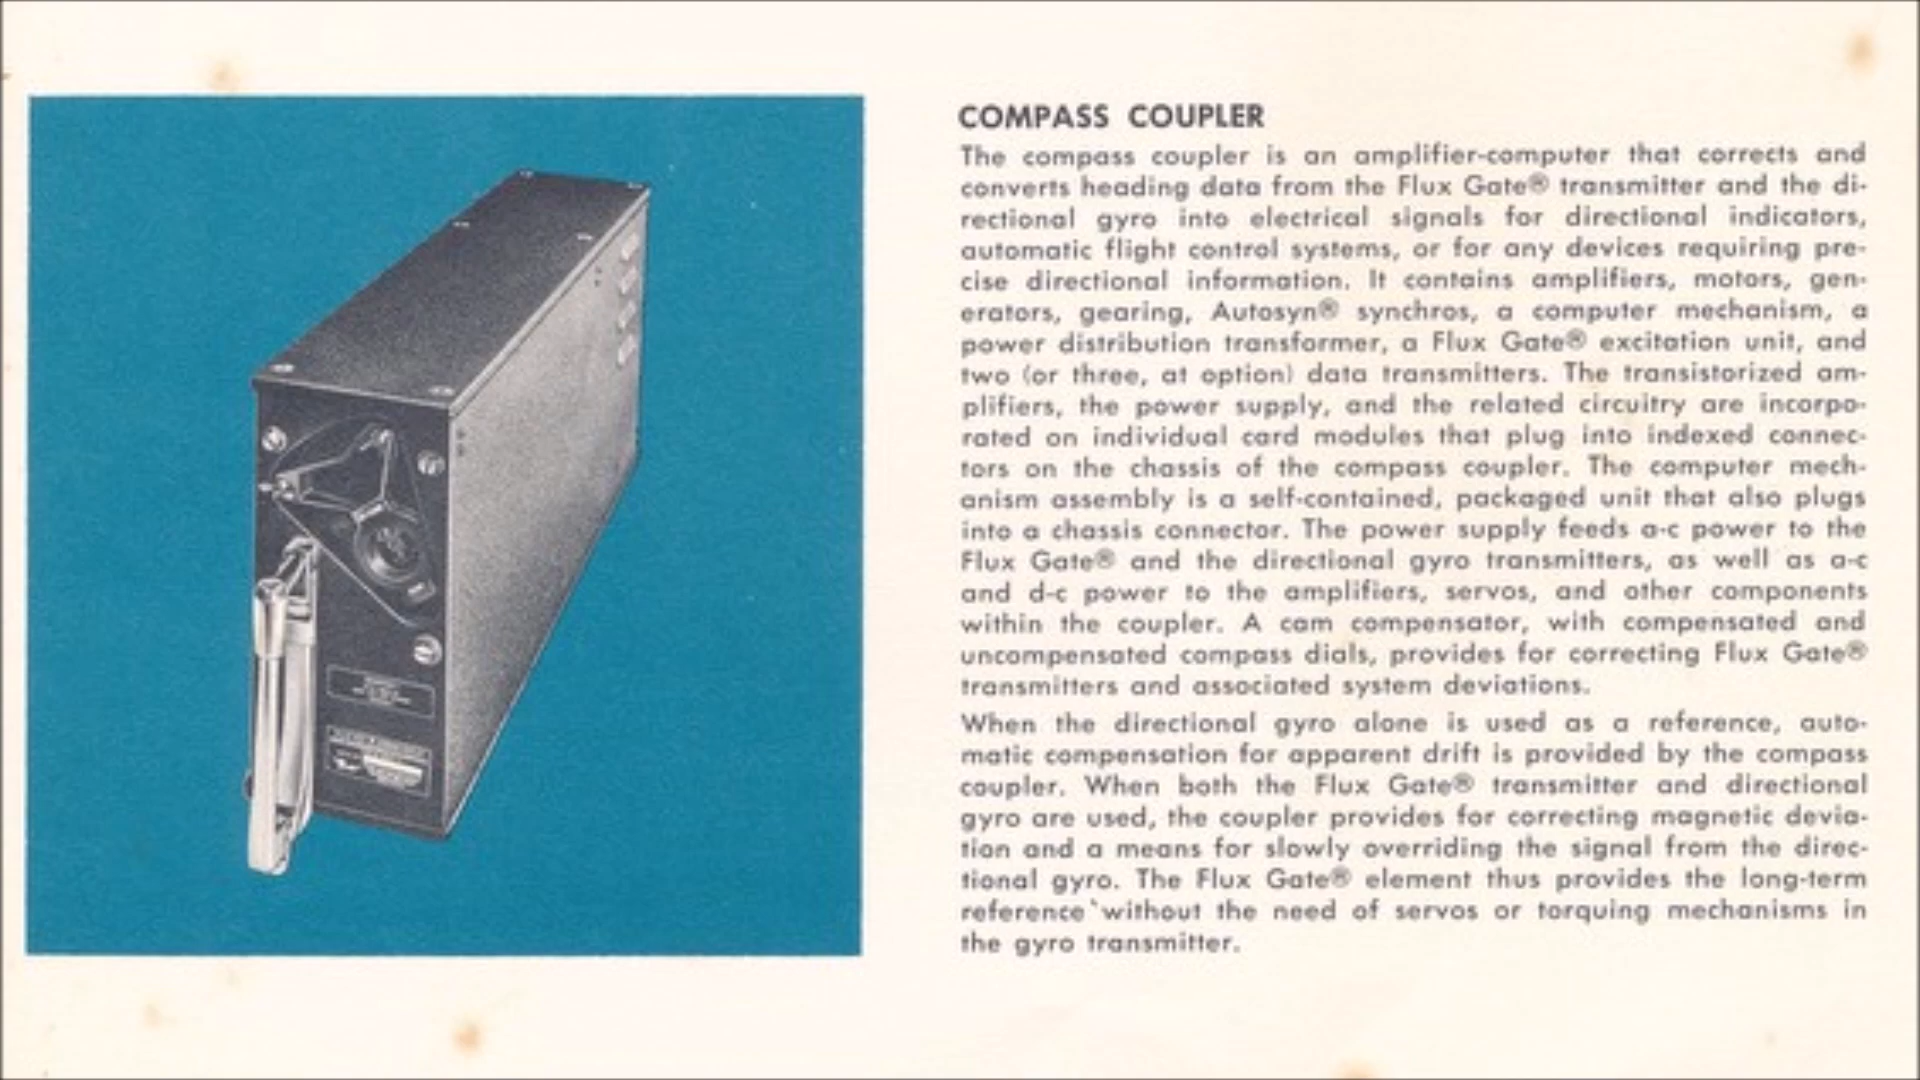 COMPASS COUPLER
The compass coupler is an amplifier-computer that corrects and
converts heading data from the Flux Gate® transmitter and the di-
rectional gyro into electrical signals for directional indicators,
automatic flight control systems, or for any devices requiring pre-
cise directional information. It contains amplifiers, motors, gen-
erators, gearing, Autosyn® synchros, a computer mechanism, a
power distribution transformer, a Flux Gate® excitation unit, and
two (or three, at option) data transmitters. The transistorized am-
plifiers, the power supply, and the related circuitry are incorpo-
rated on individual card modules that plug into indexed connec-
tors on the chassis of the compass coupler. The computer mech-
anism assembly is a self-contained, packaged unit that also plugs
into a chassis connector. The power supply feeds a-c power to the
Flux Gate® and the directional gyro transmitters, as well as a-c
and d-c power to the amplifiers, servos, and other components
within the coupler. A cam compensator, with compensated and
uncompensated compass dials, provides for correcting Flux Gate®
transmitters and associated system deviations.
When the directional gyro alone is used as a reference, auto-
matic compensation for apparent drift is provided by the compass
coupler. When both the Flux Gate® transmitter and directional
gyro are used, the coupler provides for correcting magnetic devia-
tion and a means for slowly overriding the signal from the direc-
tional gyro. The Flux Gate® element thus provides the long-term
reference without the need of servos or torquing mechanisms in
the gyro transmitter.